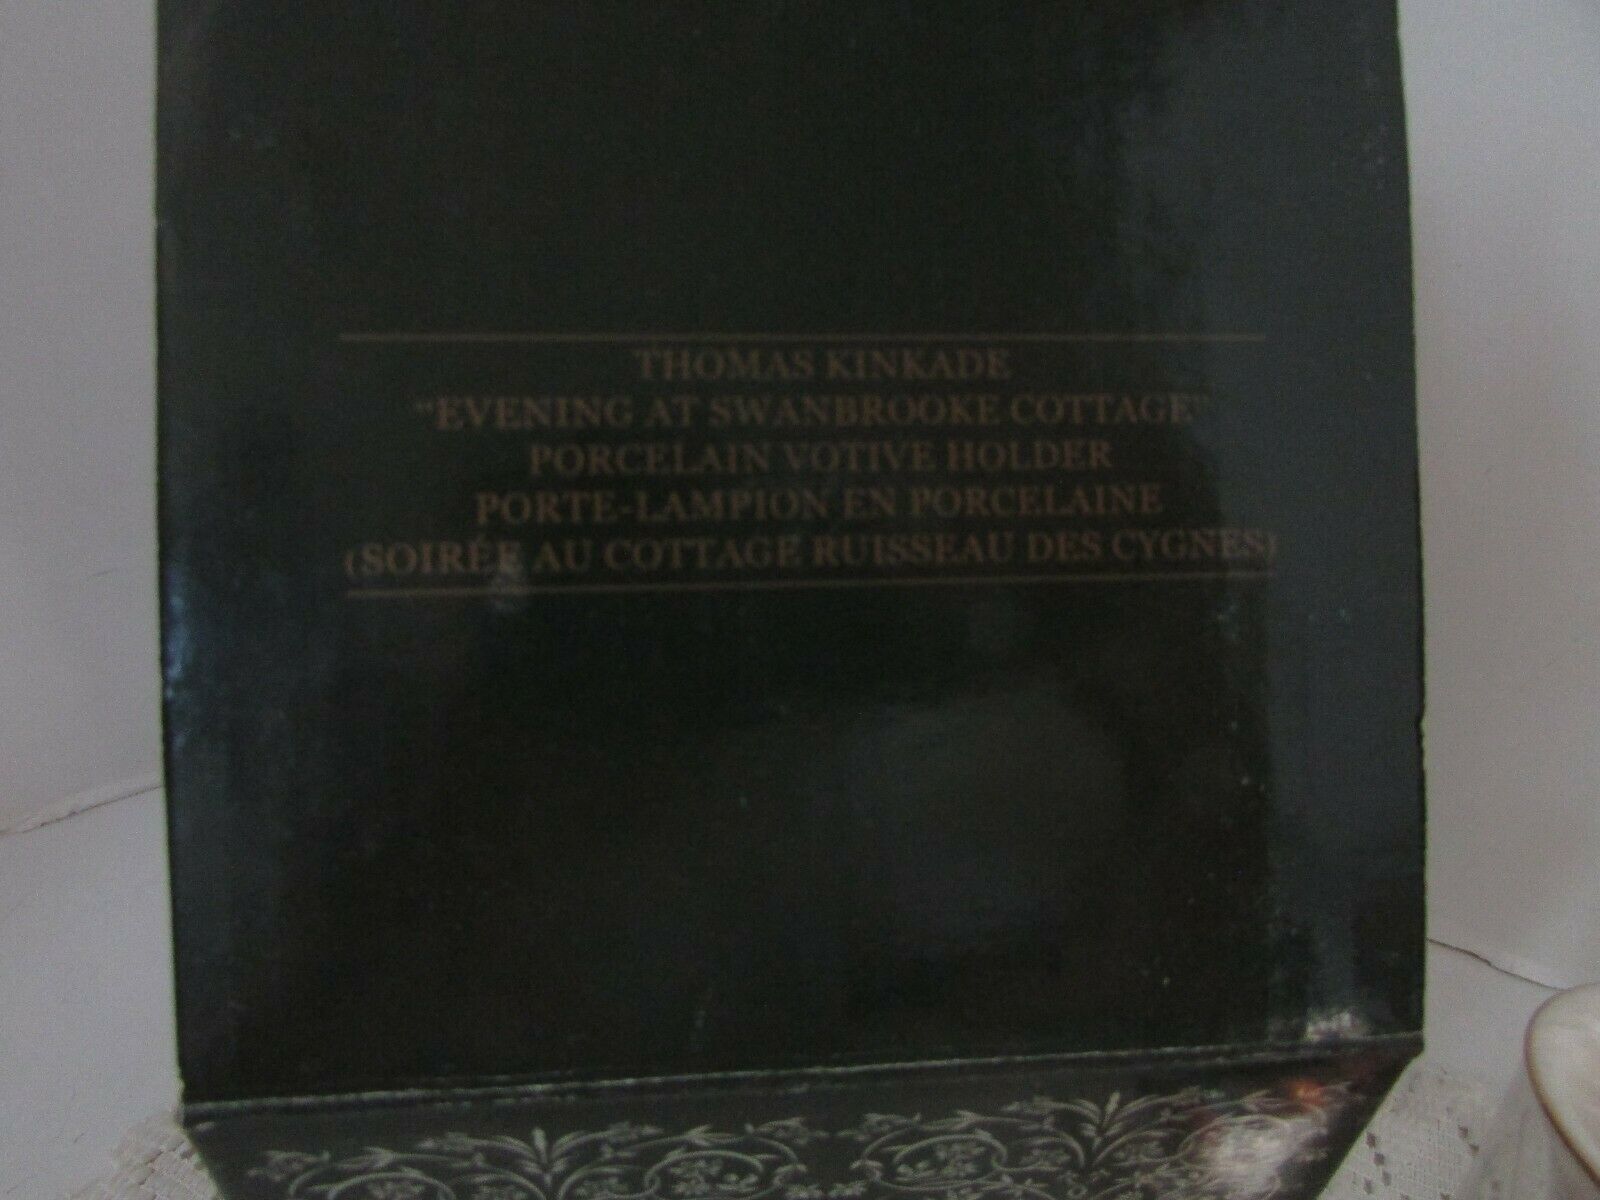 THOMAS KINKADE
"EVENING AT SWANBROOKE COTTAGE"
PORCELAIN VOTIVE HOLDER
PORTE-LAMPION EN PORCELAINE
(SOIRÉE AU COTTAGE RUISSEAU DES CYGNES)